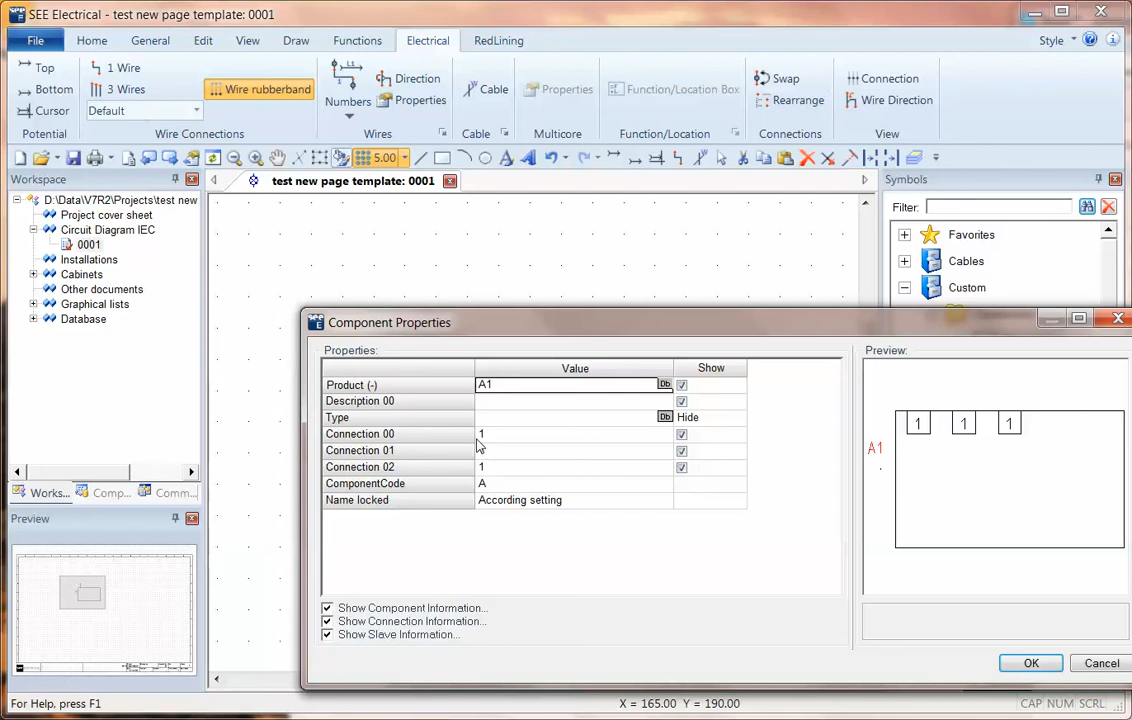 SEE Electrical - test new page template: 0001
File Home General Edit View Draw Functions Electrical RedLining Style
Top 1 Wire Direction Swap Connection
Bottom 3 Wires Wire rubberband Numbers Properties Cable Properties Function/Location Box Rearrange Wire Direction
Cursor Default
Potential Wire Connections Wires Cable Multicore Function/Location Connections View
5.00
Workspace
test new page template: 0001
Symbols
D:\Data\V7R2\Projects\test new
Project cover sheet
Circuit Diagram IEC
0001
Installations
Cabinets
Other documents
Graphical lists
Database
Filter:
Favorites
Cables
Custom
Works... Comp... Comm...
Preview
Component Properties
Properties:
Value Show
Product (-) A1 Db
Description 00
Type Db Hide
Connection 00 1
Connection 01
Connection 02 1
ComponentCode A
Name locked According setting
Show Component Information...
Show Connection Information...
Show Slave Information...
Preview:
1 1 1
A1
OK Cancel
For Help, press F1 X = 165.00 Y = 190.00 CAP NUM SCRL